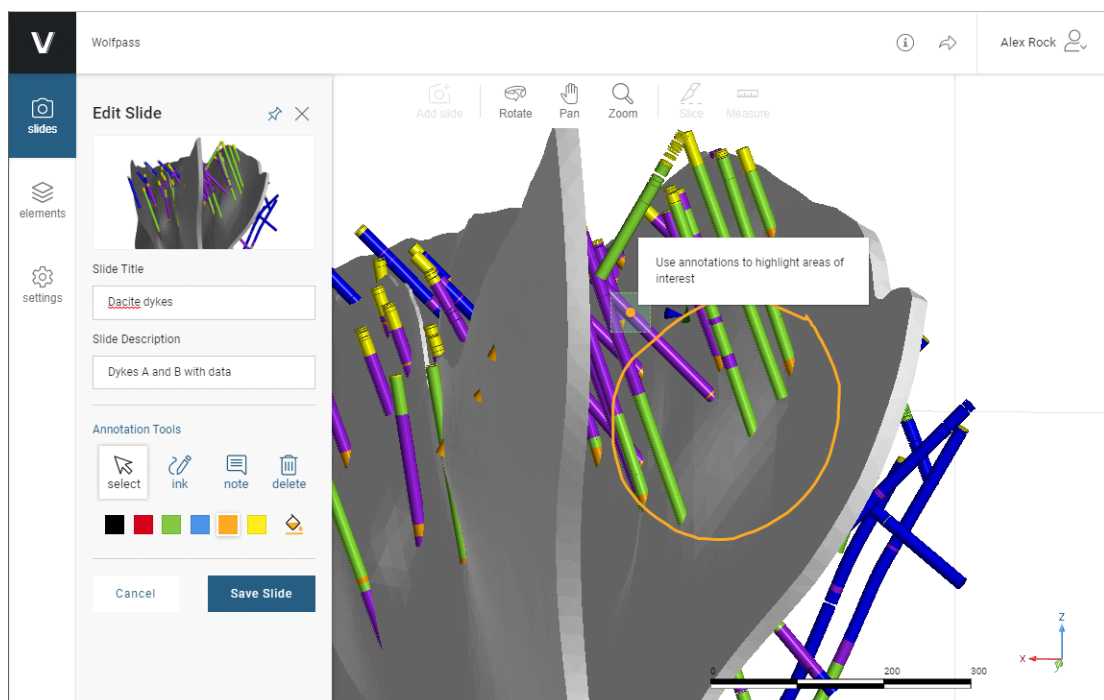 V
Wolfpass
Alex Rock
slides
elements
settings
Edit Slide
Slide Title
Dacite dykes
Slide Description
Dykes A and B with data
Annotation Tools
select
ink
note
delete
Cancel
Save Slide
Add slide
Rotate
Pan
Zoom
Slice
Measure
Use annotations to highlight areas of
interest
Z
X
y
0
200
300